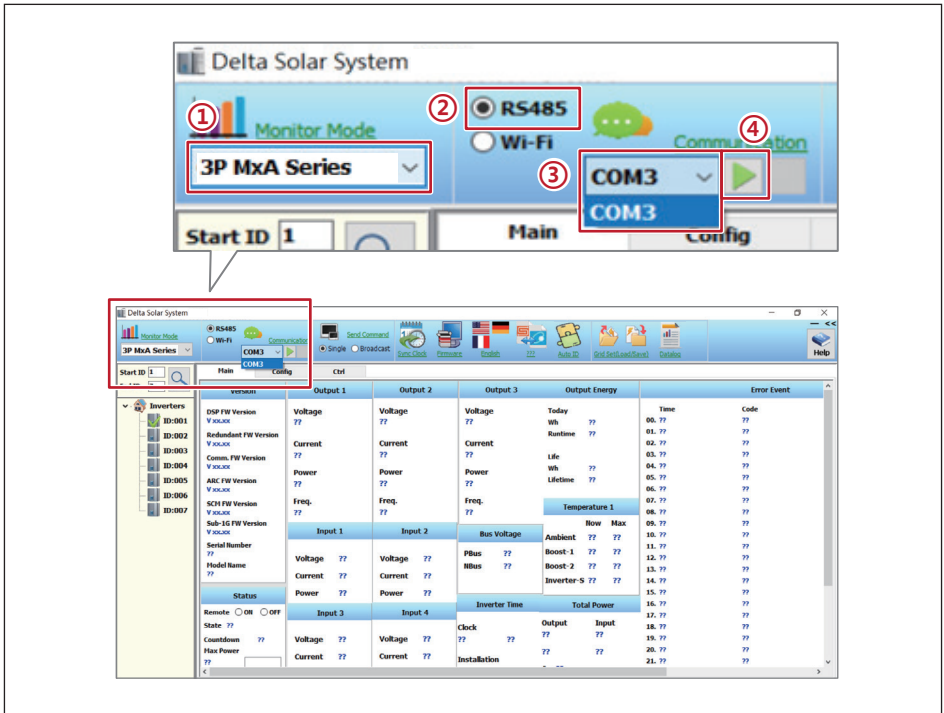 Delta Solar System
①
Monitor Mode
3P MxA Series
② RS485
Wi-Fi
③
COM3
COM3
Communication
④
Start ID 1
Main
Config
Delta Solar System
Monitor Mode
3P MxA Series
RS485
Wi-Fi
COM3
COM3
Send Command
Single Broadcast
Sync Clock
Firmware
English
???
Auto ID
Grid Set(Load/Save)
Datalog
<<
Help
Start ID 1
Main Config Ctrl
Inverters
ID:001
ID:002
ID:003
ID:004
ID:005
ID:006
ID:007
Version
DSP FW Version
V xx.xx
Redundant FW Version
V xx.xx
Comm. FW Version
V xx.xx
ARC FW Version
V xx.xx
SCM FW Version
V xx.xx
Sub-1G FW Version
V xx.xx
Serial Number
??
Model Name
??
Status
Remote ON OFF
State ??
Countdown ??
Max Power
??
Output 1
Voltage
??
Current
??
Power
??
Freq.
??
Input 1
Voltage ??
Current ??
Power ??
Input 3
Voltage ??
Current ??
Output 2
Voltage
??
Current
??
Power
??
Freq.
??
Input 2
Voltage ??
Current ??
Power ??
Input 4
Voltage ??
Current ??
Output 3
Voltage
??
Current
??
Power
??
Freq.
??
Bus Voltage
PBus ??
NBus ??
Inverter Time
Clock
?? ??
Installation
Output Energy
Today
Wh ??
Runtime ??
Life
Wh ??
Lifetime ??
Temperature 1
Now Max
Ambient ?? ??
Boost-1 ?? ??
Boost-2 ?? ??
Inverter-S ?? ??
Total Power
Output Input
?? ??
?? ??
Error Event
Time Code
00. ?? ??
01. ?? ??
02. ?? ??
03. ?? ??
04. ?? ??
05. ?? ??
06. ?? ??
07. ?? ??
08. ?? ??
09. ?? ??
10. ?? ??
11. ?? ??
12. ?? ??
13. ?? ??
14. ?? ??
15. ?? ??
16. ?? ??
17. ?? ??
18. ?? ??
19. ?? ??
20. ?? ??
21. ?? ??